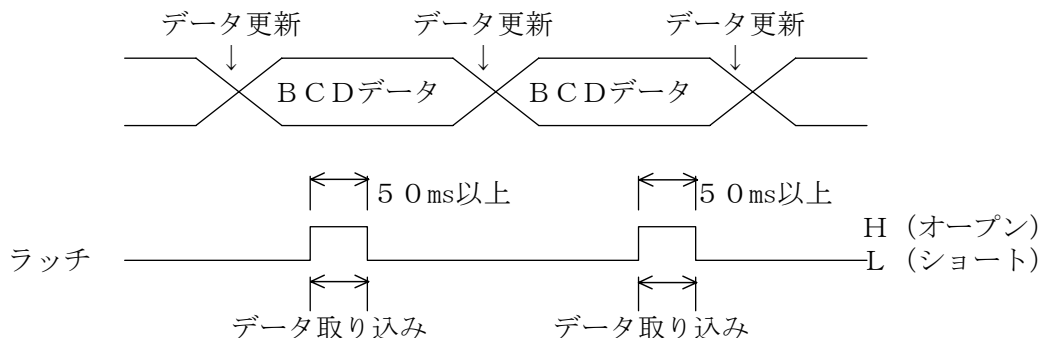 データ更新 データ更新 データ更新
↓ ↓ ↓
ＢＣＤデータ ＢＣＤデータ
５０ms以上 ５０ms以上
Ｈ（オープン）
ラッチ Ｌ（ショート）
データ取り込み データ取り込み